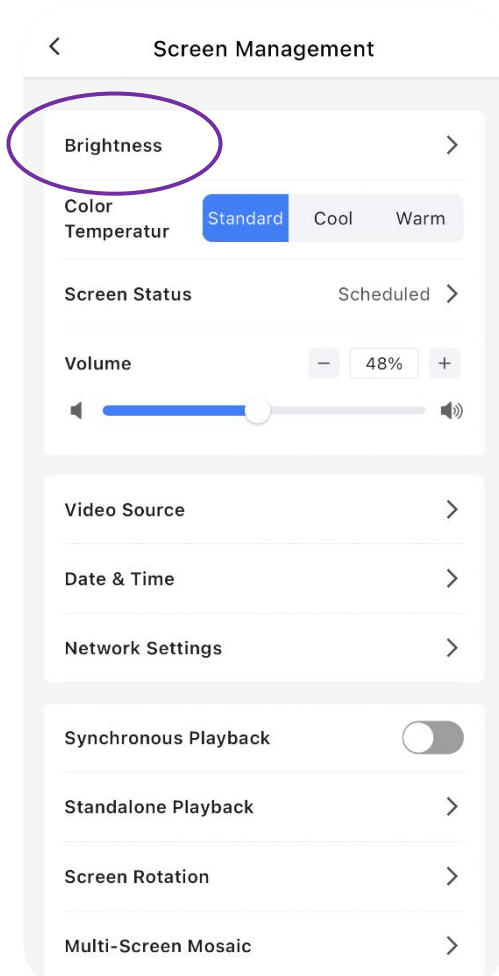 Screen Management
Brightness
Color
Temperatur
Standard Cool Warm
Screen Status Scheduled
Volume − 48% +
Video Source
Date & Time
Network Settings
Synchronous Playback
Standalone Playback
Screen Rotation
Multi-Screen Mosaic